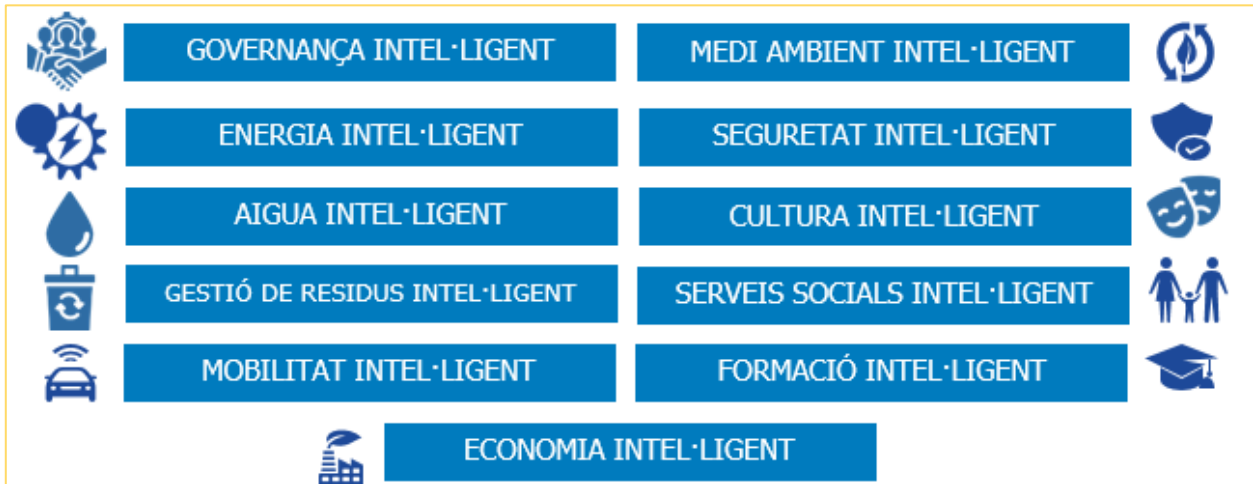 GOVERNANÇA INTEL·LIGENT
MEDI AMBIENT INTEL·LIGENT
ENERGIA INTEL·LIGENT
SEGURETAT INTEL·LIGENT
AIGUA INTEL·LIGENT
CULTURA INTEL·LIGENT
GESTIÓ DE RESIDUS INTEL·LIGENT
SERVEIS SOCIALS INTEL·LIGENT
MOBILITAT INTEL·LIGENT
FORMACIÓ INTEL·LIGENT
ECONOMIA INTEL·LIGENT